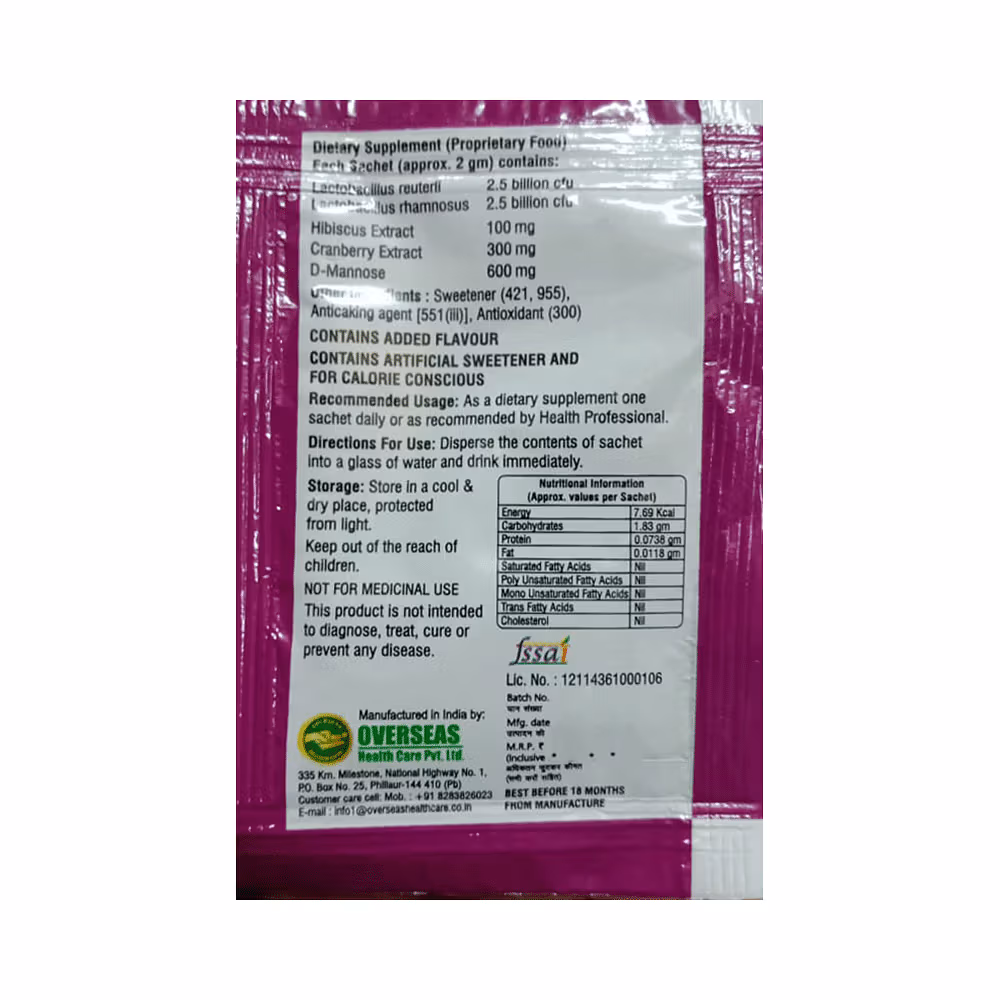 Dietary Supplement (Proprietary Food)
Each Sachet (approx. 2 gm) contains:
Lactobacillus reuterii 2.5 billion cfu
Lactobacillus rhamnosus 2.5 billion cfu
Hibiscus Extract 100 mg
Cranberry Extract 300 mg
D-Mannose 600 mg
Other Ingredients : Sweetener (421, 955),
Anticaking agent [551(iii)], Antioxidant (300)
CONTAINS ADDED FLAVOUR
CONTAINS ARTIFICIAL SWEETENER AND
FOR CALORIE CONSCIOUS
Recommended Usage: As a dietary supplement one
sachet daily or as recommended by Health Professional.
Directions For Use: Disperse the contents of sachet
into a glass of water and drink immediately.
Storage: Store in a cool &
dry place, protected
from light.
Keep out of the reach of
children.
NOT FOR MEDICINAL USE
This product is not intended
to diagnose, treat, cure or
prevent any disease.
Nutritional Information
(Approx. values per Sachet)
Energy 7.69 Kcal
Carbohydrates 1.83 gm
Protein 0.0738 gm
Fat 0.0118 gm
Saturated Fatty Acids Nil
Poly Unsaturated Fatty Acids Nil
Mono Unsaturated Fatty Acids Nil
Trans Fatty Acids Nil
Cholesterol Nil
fssai
Lic. No. : 12114361000106
Batch No.
Mfg. date
उत्पादन की
M.R.P. ₹
(Inclusive
अधिकतम खुदरा कीमत
(सभी करों सहित)
BEST BEFORE 18 MONTHS
FROM MANUFACTURE
Manufactured in India by:
OVERSEAS
Health Care Pvt. Ltd.
335 Km. Milestone, National Highway No. 1,
P.O. Box No. 25, Phillaur-144 410 (Pb)
Customer care cell: Mob. : +91 8283826023
E-mail : info1@overseashealthcare.co.in